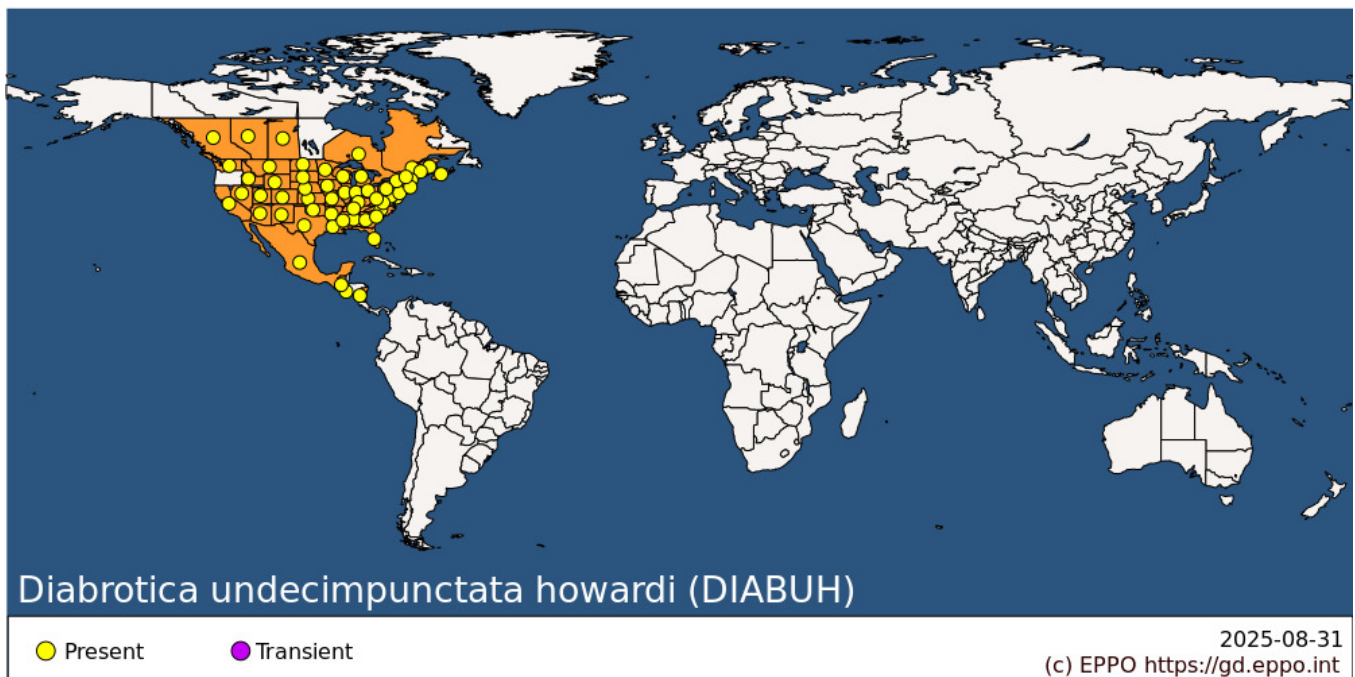 Diabrotica undecimpunctata howardi (DIABUH)
Present
Transient
2025-08-31
(c) EPPO https://gd.eppo.int